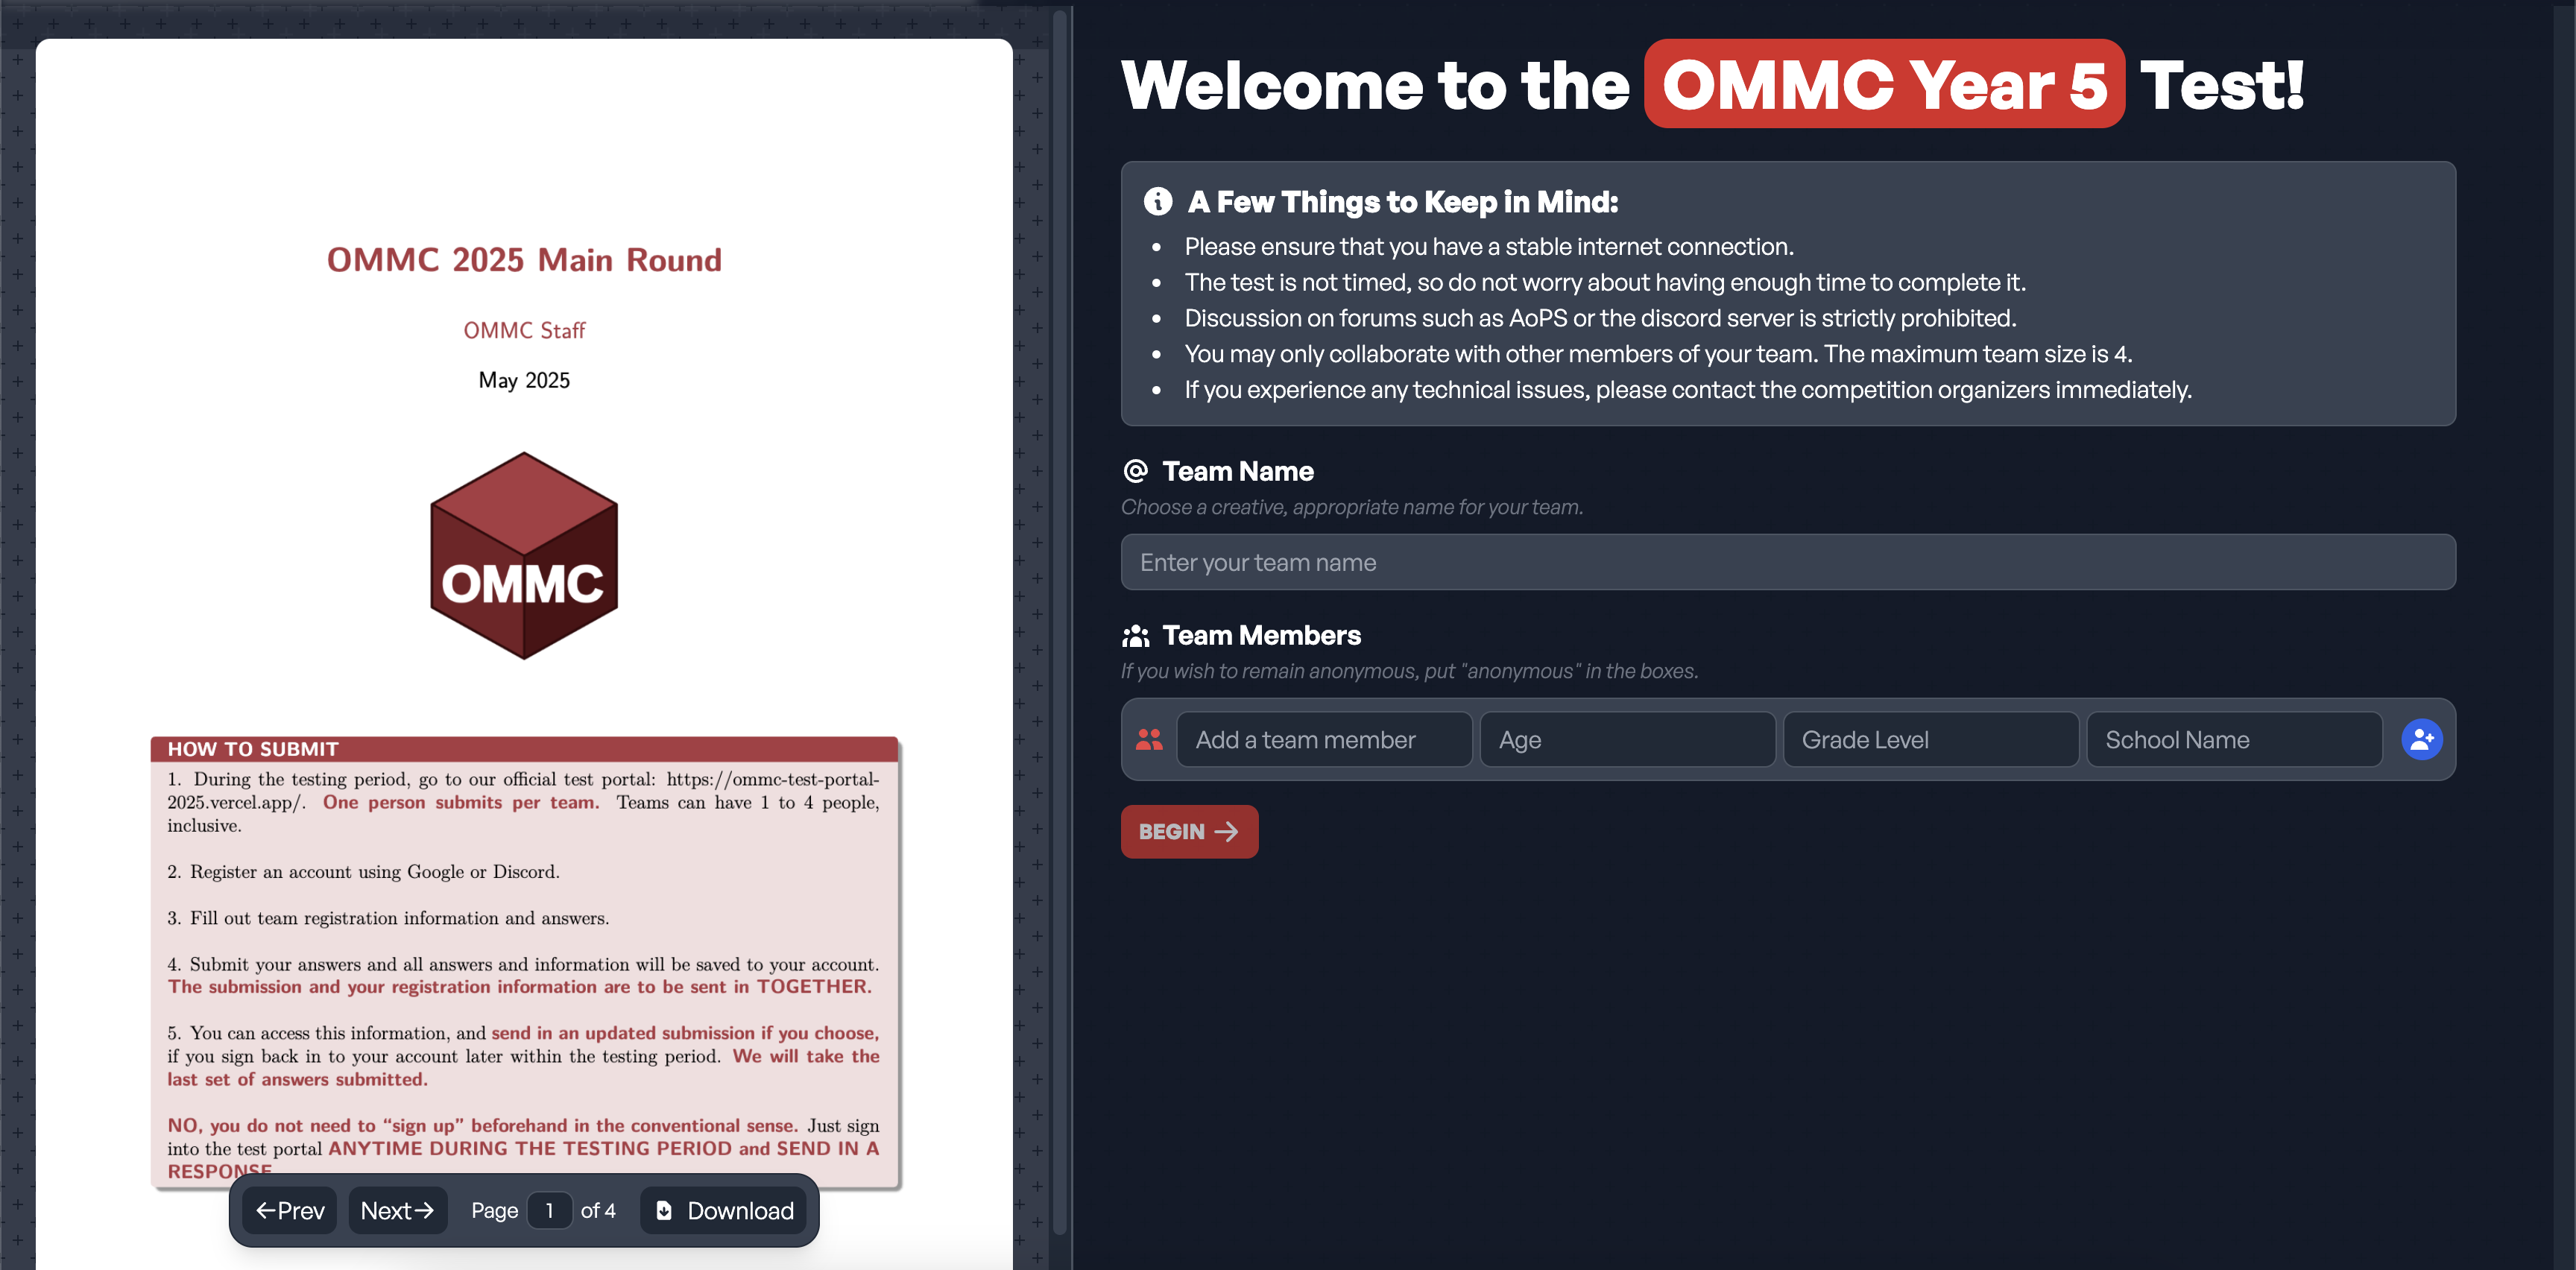 OMMC 2025 Main Round
OMMC Staff
May 2025
OMMC
HOW TO SUBMIT
1. During the testing period, go to our official test portal: https://ommc-test-portal-
2025.vercel.app/. One person submits per team. Teams can have 1 to 4 people,
inclusive.
2. Register an account using Google or Discord.
3. Fill out team registration information and answers.
4. Submit your answers and all answers and information will be saved to your account.
The submission and your registration information are to be sent in TOGETHER.
5. You can access this information, and send in an updated submission if you choose,
if you sign back in to your account later within the testing period. We will take the
last set of answers submitted.
NO, you do not need to “sign up” beforehand in the conventional sense. Just sign
into the test portal ANYTIME DURING THE TESTING PERIOD and SEND IN A
RESPONSE
←Prev Next→ Page 1 of 4 Download
Welcome to the OMMC Year 5 Test!
A Few Things to Keep in Mind:
• Please ensure that you have a stable internet connection.
• The test is not timed, so do not worry about having enough time to complete it.
• Discussion on forums such as AoPS or the discord server is strictly prohibited.
• You may only collaborate with other members of your team. The maximum team size is 4.
• If you experience any technical issues, please contact the competition organizers immediately.
Team Name
Choose a creative, appropriate name for your team.
Enter your team name
Team Members
If you wish to remain anonymous, put "anonymous" in the boxes.
Add a team member Age Grade Level School Name
BEGIN →